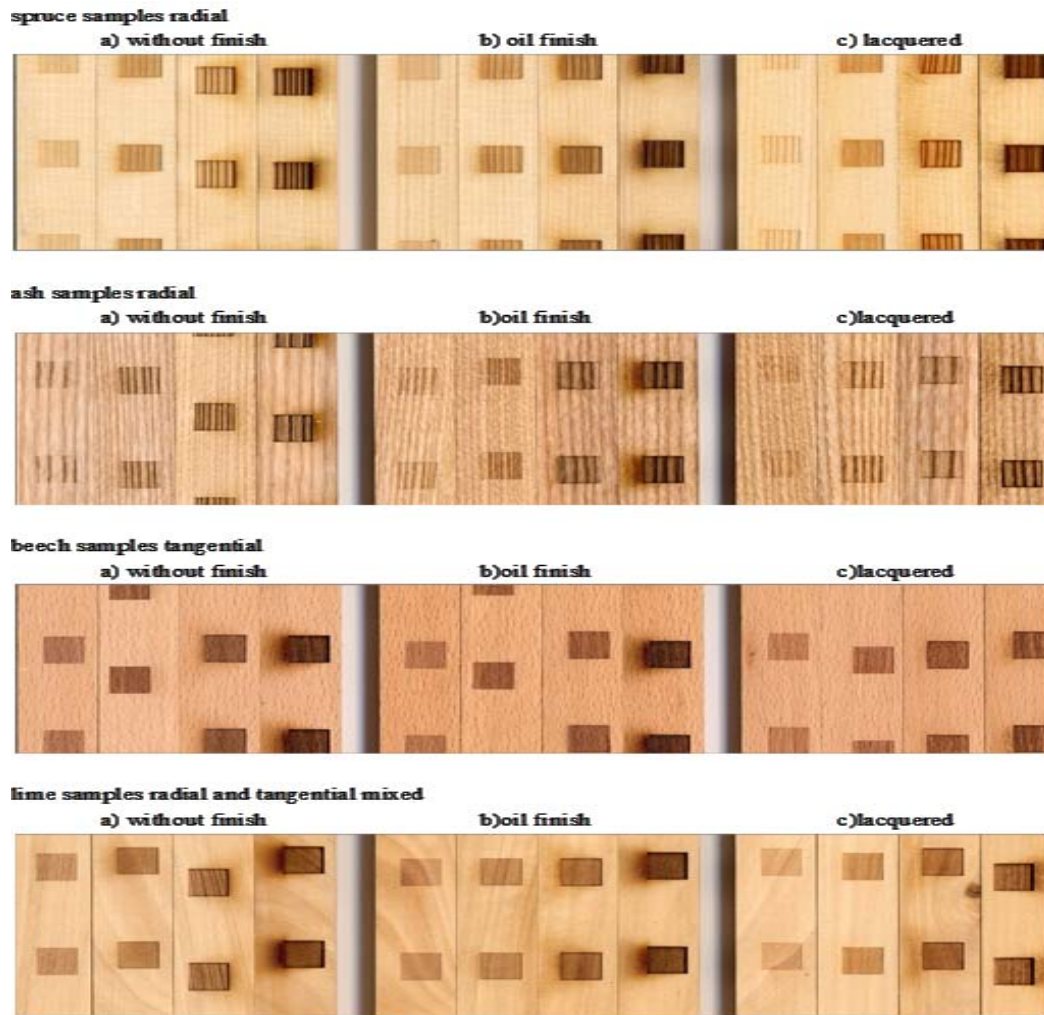 spruce samples radial
a) without finish b) oil finish c) lacquered
ash samples radial
a) without finish b)oil finish c)lacquered
beech samples tangential
a) without finish b)oil finish c)lacquered
lime samples radial and tangential mixed
a) without finish b)oil finish c)lacquered